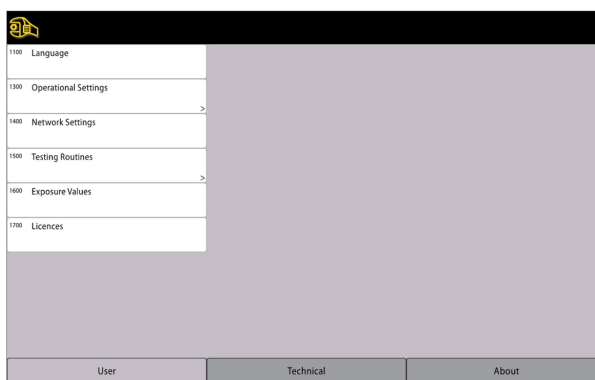 1100 Language
1300 Operational Settings
>
1400 Network Settings
1500 Testing Routines
>
1600 Exposure Values
1700 Licences
User Technical About